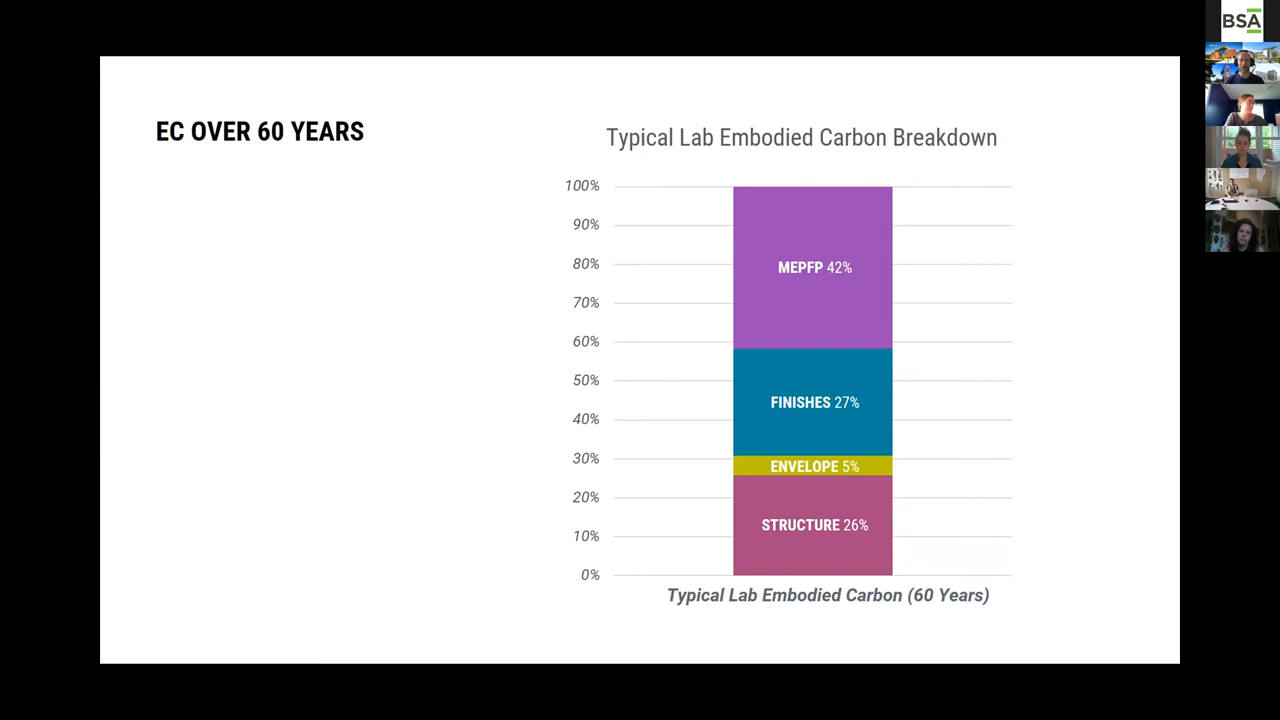 BSA
EC OVER 60 YEARS
Typical Lab Embodied Carbon Breakdown
100%
90%
80%
70%
60%
50%
40%
30%
20%
10%
0%
MEPFP 42%
FINISHES 27%
ENVELOPE 5%
STRUCTURE 26%
Typical Lab Embodied Carbon (60 Years)